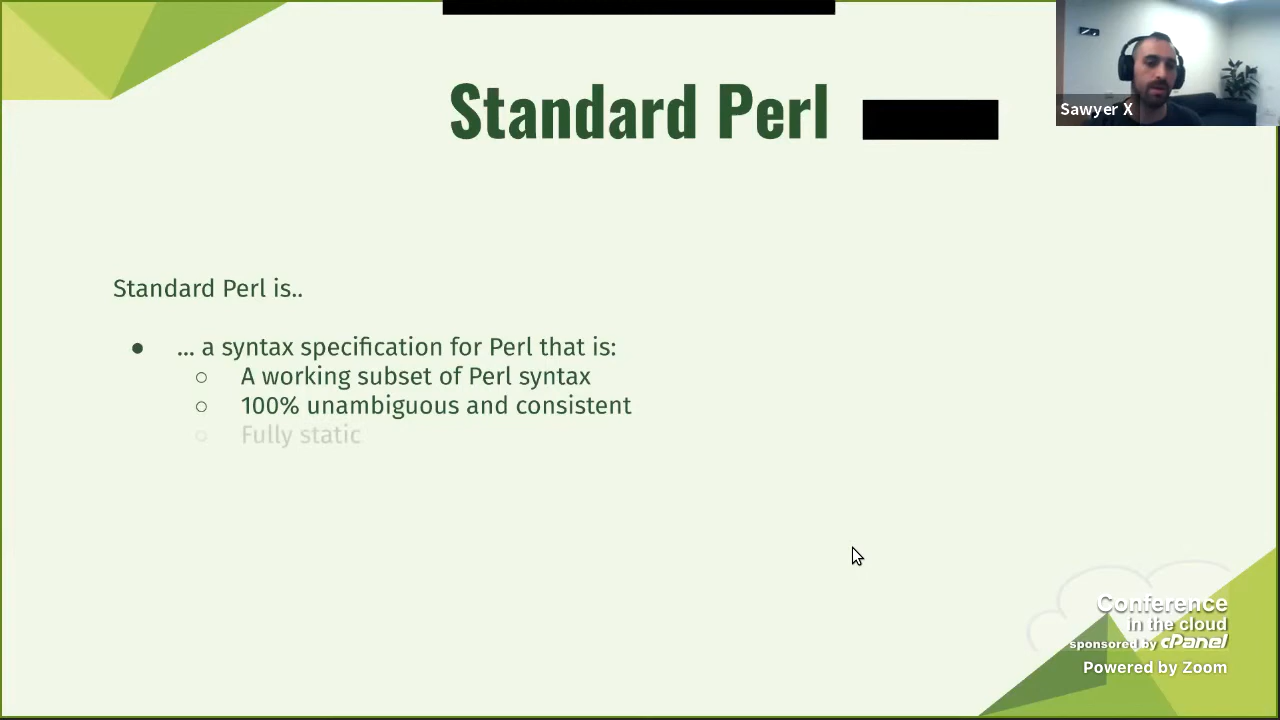 Standard Perl
Sawyer X
Standard Perl is..
● ... a syntax specification for Perl that is:
○ A working subset of Perl syntax
○ 100% unambiguous and consistent
○ Fully static
Conference
in the cloud
sponsored by cPanel
Powered by Zoom